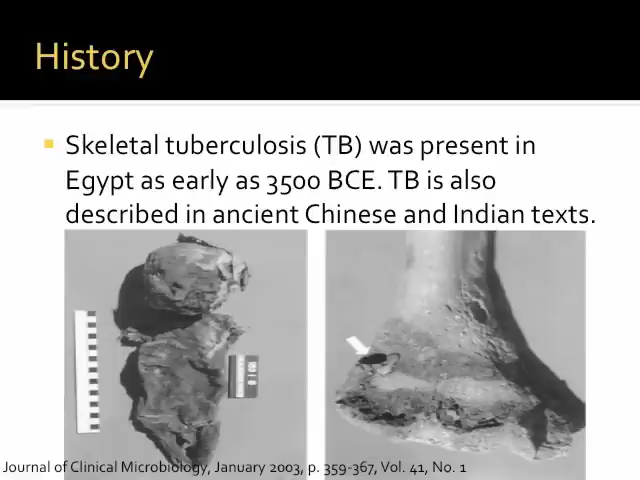 History
Skeletal tuberculosis (TB) was present in
Egypt as early as 3500 BCE. TB is also
described in ancient Chinese and Indian texts.
Journal of Clinical Microbiology, January 2003, p. 359-367, Vol. 41, No. 1